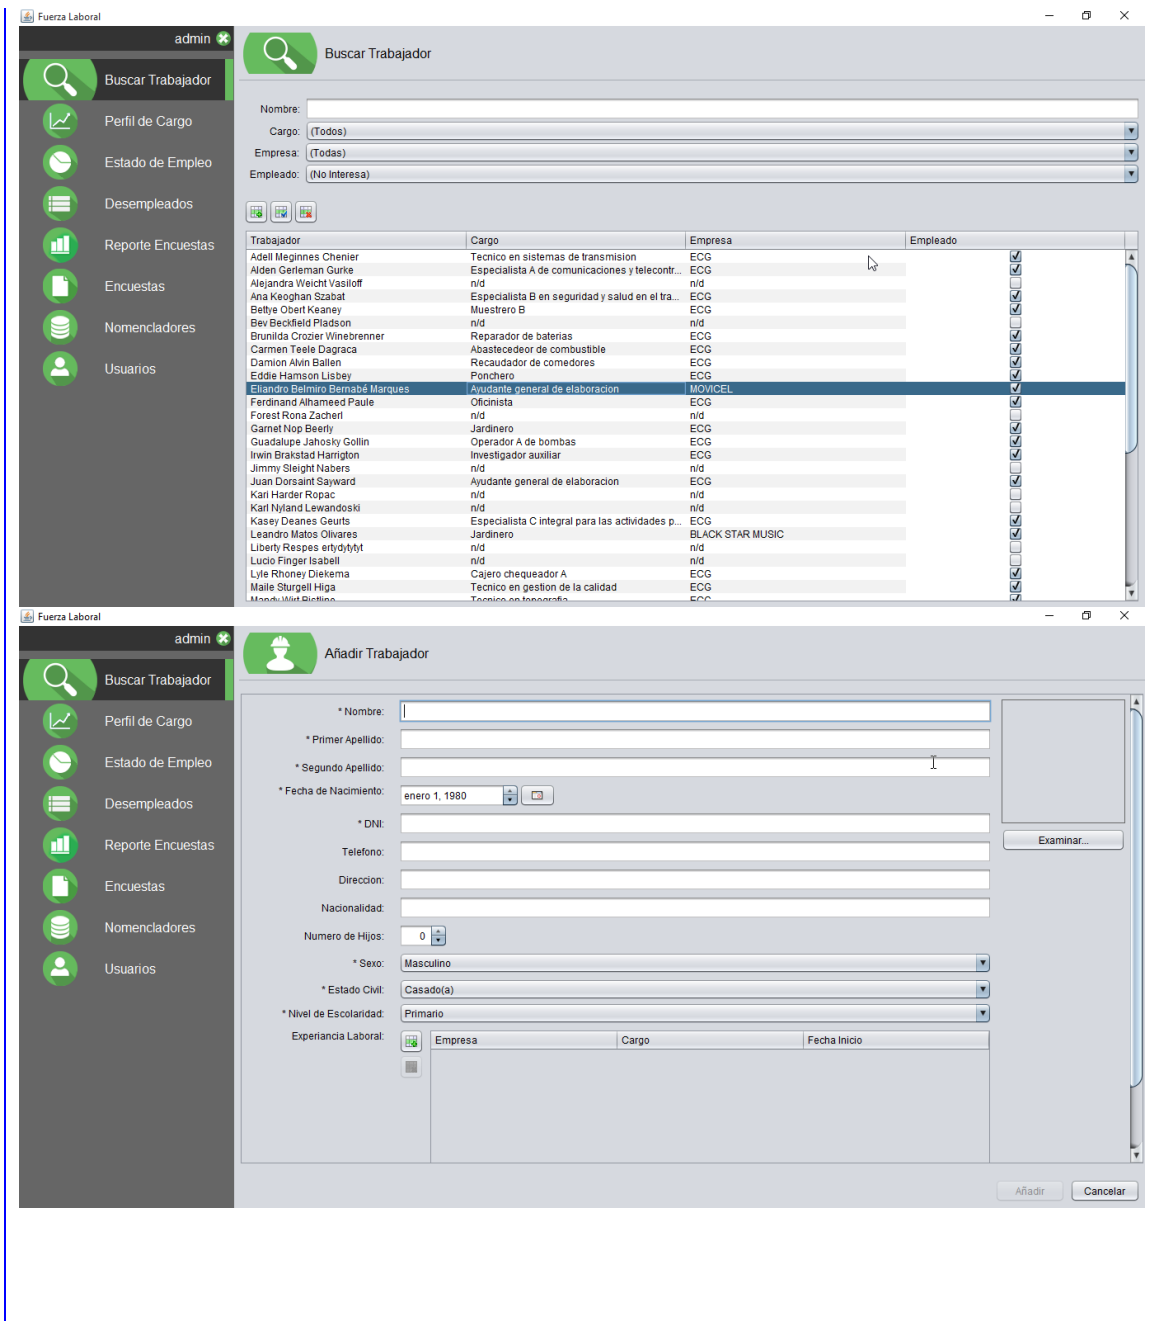 Fuerza Laboral
admin
Buscar Trabajador
Perfil de Cargo
Estado de Empleo
Desempleados
Reporte Encuestas
Encuestas
Nomencladores
Usuarios
Buscar Trabajador
Nombre:
Cargo: (Todos)
Empresa: (Todas)
Empleado: (No Interesa)
Trabajador Cargo Empresa Empleado
Adell Meginnes Chenier Tecnico en sistemas de transmision ECG
Alden Gerleman Gurke Especialista A de comunicaciones y telecontr... ECG
Alejandra Weicht Vasiloff n/d n/d
Ana Keoghan Szabat Especialista B en seguridad y salud en el tra... ECG
Bettye Obert Keaney Muestrero B ECG
Bev Beckfield Pladson n/d n/d
Brunilda Crozier Winebrenner Reparador de baterias ECG
Carmen Teele Dagraca Abastecedeor de combustible ECG
Damion Alvin Ballen Recaudador de comedores ECG
Eddie Hamson Lisbey Ponchero ECG
Eliandro Belmiro Bernabé Marques Ayudante general de elaboracion MOVICEL
Ferdinand Alhameed Paule Oficinista ECG
Forest Rona Zacherl n/d n/d
Garnet Nop Beerly Jardinero ECG
Guadalupe Jahosky Gollin Operador A de bombas ECG
Irwin Brakstad Harrigton Investigador auxiliar ECG
Jimmy Sleight Nabers n/d n/d
Juan Dorsaint Sayward Ayudante general de elaboracion ECG
Kari Harder Ropac n/d n/d
Karl Nyland Lewandoski n/d n/d
Kasey Deanes Geurts Especialista C integral para las actividades p... ECG
Leandro Matos Olivares Jardinero BLACK STAR MUSIC
Liberty Respes ertydytytyt n/d n/d
Lucio Finger Isabell n/d n/d
Lyle Rhoney Diekema Cajero chequeador A ECG
Maile Sturgell Higa Tecnico en gestion de la calidad ECG
Mandy Wirt Pistline Tecnico en topografia ECG
Fuerza Laboral
admin
Buscar Trabajador
Perfil de Cargo
Estado de Empleo
Desempleados
Reporte Encuestas
Encuestas
Nomencladores
Usuarios
Añadir Trabajador
* Nombre:
* Primer Apellido:
* Segundo Apellido:
* Fecha de Nacimiento: enero 1, 1980
* DNI:
Examinar...
Telefono:
Direccion:
Nacionalidad:
Numero de Hijos: 0
* Sexo: Masculino
* Estado Civil: Casado(a)
* Nivel de Escolaridad: Primario
Experiancia Laboral: Empresa Cargo Fecha Inicio
Añadir Cancelar